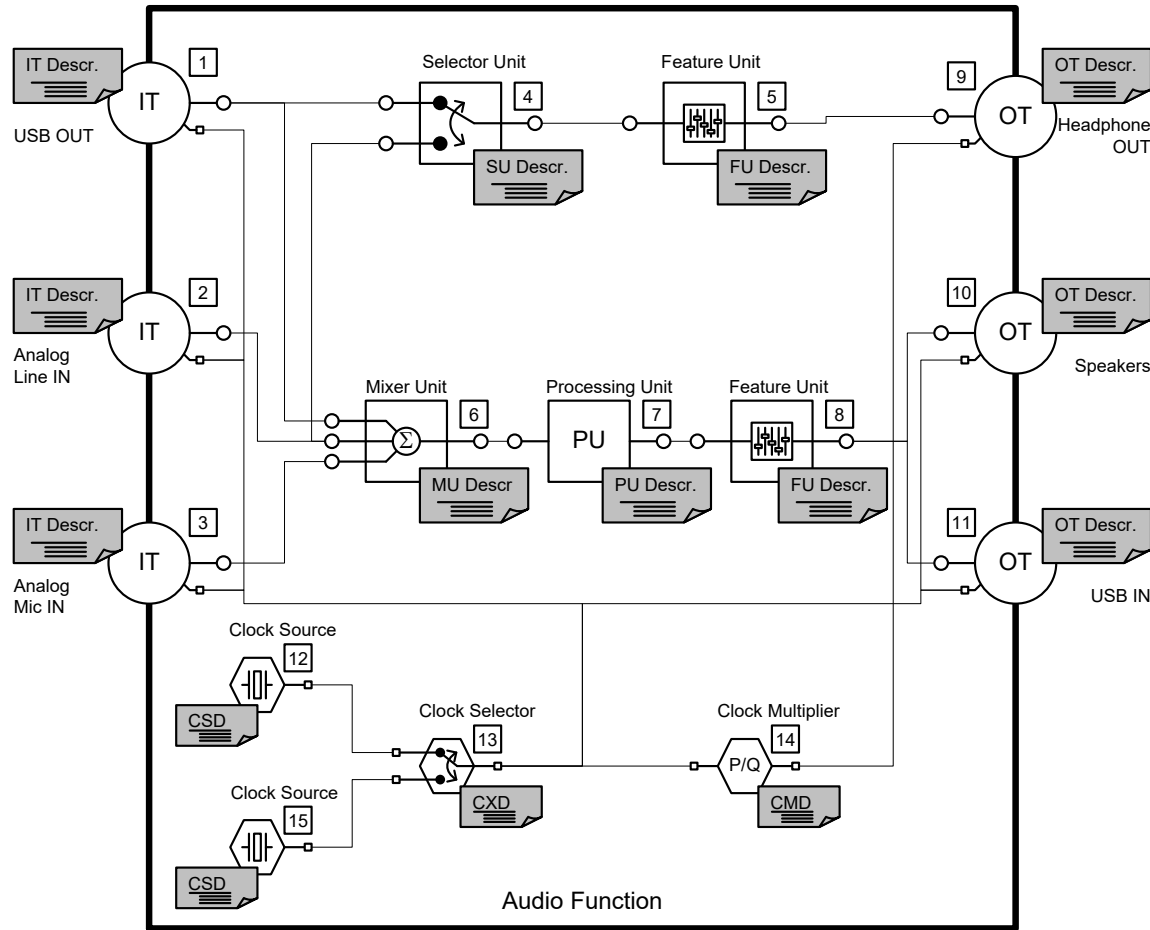 IT Descr.
1
IT
USB OUT
Selector Unit
4
SU Descr.
Feature Unit
5
FU Descr.
9
OT Descr.
OT
Headphone
OUT
IT Descr.
2
IT
Analog
Line IN
10
OT Descr.
OT
Speakers
Mixer Unit
6
Σ
MU Descr
Processing Unit
7
PU
PU Descr.
Feature Unit
8
FU Descr.
IT Descr.
3
IT
Analog
Mic IN
11
OT Descr.
OT
USB IN
Clock Source
12
CSD
Clock Selector
13
CXD
Clock Multiplier
14
P/Q
CMD
Clock Source
15
CSD
Audio Function